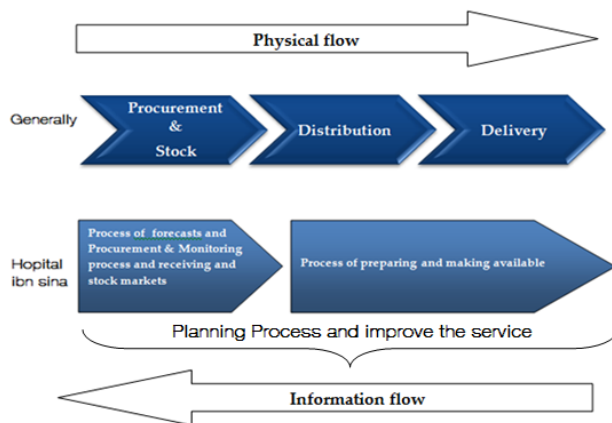 Physical flow
Generally
Procurement
&
Stock
Distribution
Delivery
Hopital
ibn sina
Process of forecasts and
Procurement & Monitoring
process and receiving and
stock markets
Process of preparing and making available
Planning Process and improve the service
Information flow